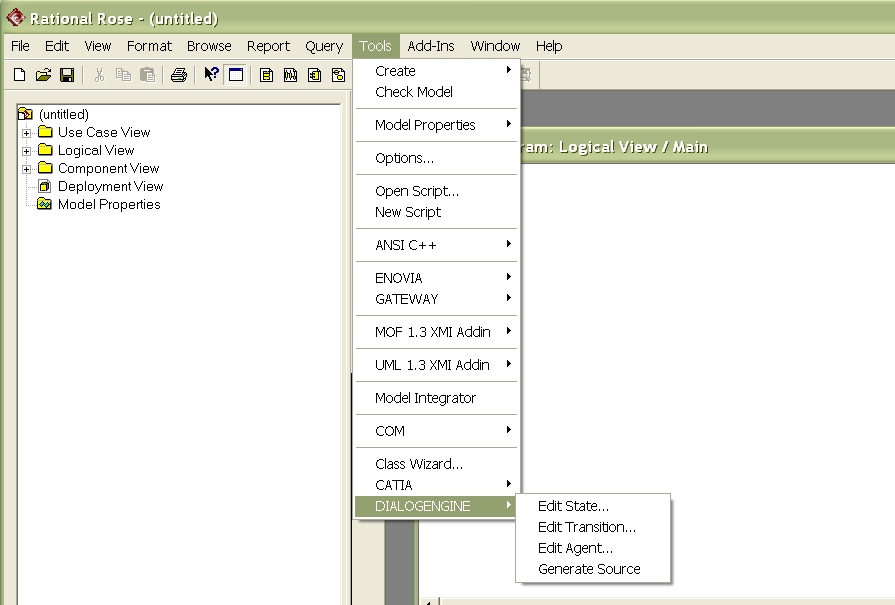 Rational Rose - (untitled)
File Edit View Format Browse Report Query Tools Add-Ins Window Help
(untitled)
Use Case View
Logical View
Component View
Deployment View
Model Properties
Create
Check Model
Model Properties
Options...
Open Script...
New Script
ANSI C++
ENOVIA
GATEWAY
MOF 1.3 XMI Addin
UML 1.3 XMI Addin
Model Integrator
COM
Class Wizard...
CATIA
DIALOGENGINE
Edit State...
Edit Transition...
Edit Agent...
Generate Source
ram: Logical View / Main